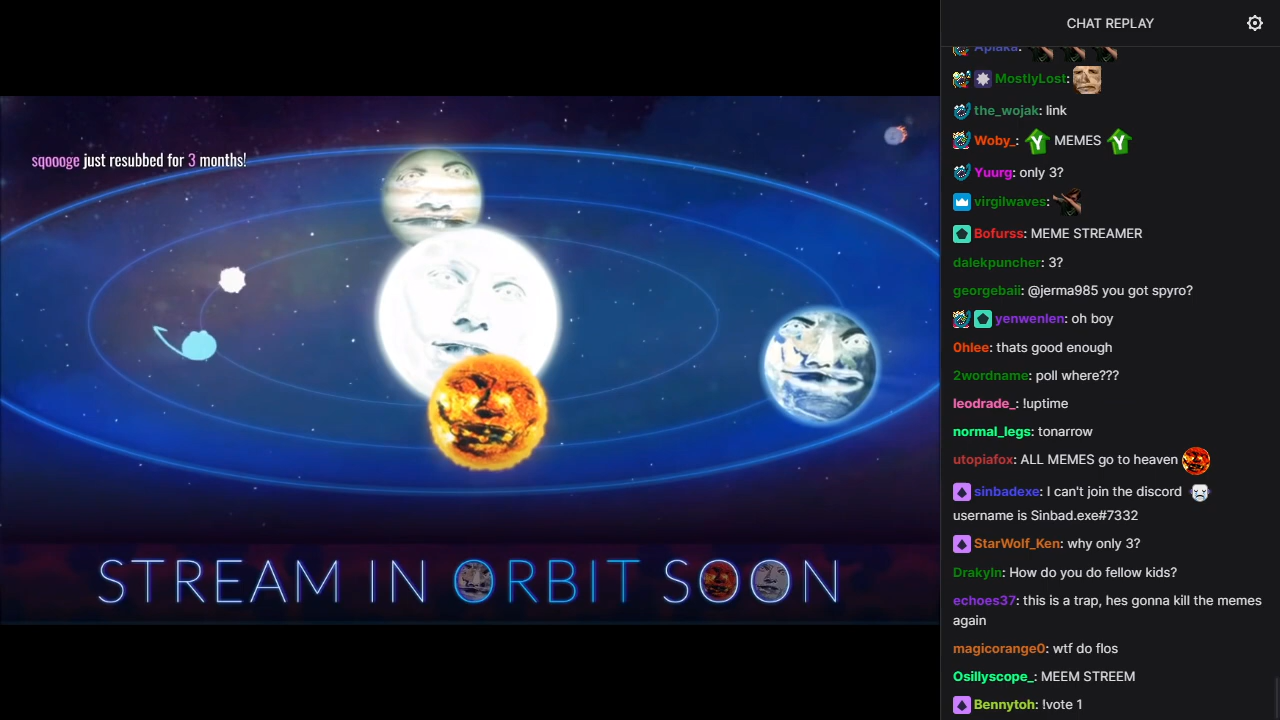 sqoooge just resubbed for 3 months!
STREAM IN ORBIT SOON
CHAT REPLAY
Aplaka:
MostlyLost:
the_wojak: link
Woby_: Y MEMES Y
Yuurg: only 3?
virgilwaves:
Bofurss: MEME STREAMER
dalekpuncher: 3?
georgebaii: @jerma985 you got spyro?
yenwenlen: oh boy
0hlee: thats good enough
2wordname: poll where???
leodrade_: !uptime
normal_legs: tonarrow
utopiafox: ALL MEMES go to heaven
sinbadexe: I can't join the discord
username is Sinbad.exe#7332
StarWolf_Ken: why only 3?
DrakyIn: How do you do fellow kids?
echoes37: this is a trap, hes gonna kill the memes
again
magicorange0: wtf do flos
Osillyscope_: MEEM STREEM
Bennytoh: !vote 1